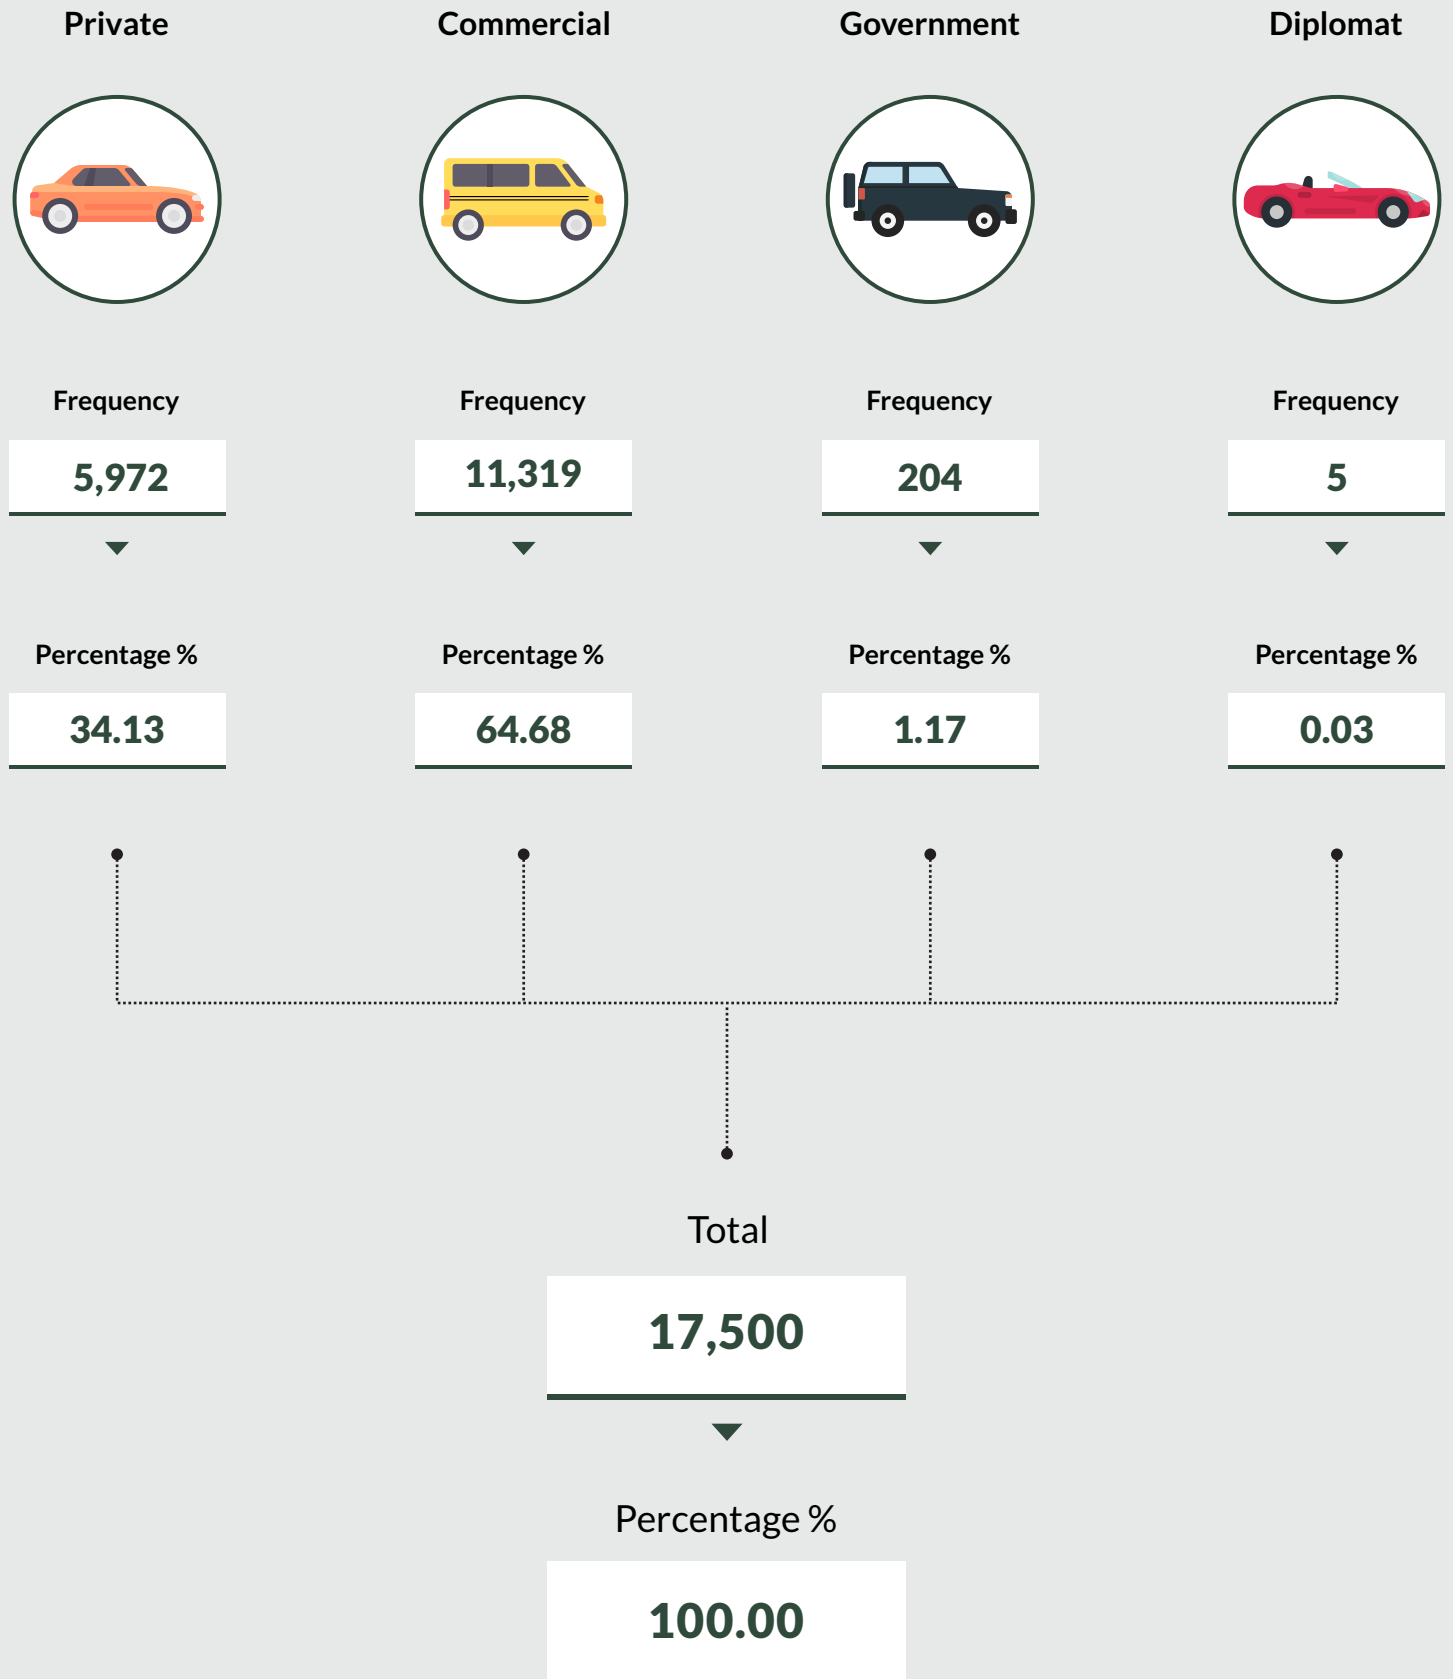 Private Commercial Government Diplomat
Frequency Frequency Frequency Frequency
5,972 11,319 204 5
Percentage % Percentage % Percentage % Percentage %
34.13 64.68 1.17 0.03
Total
17,500
Percentage %
100.00